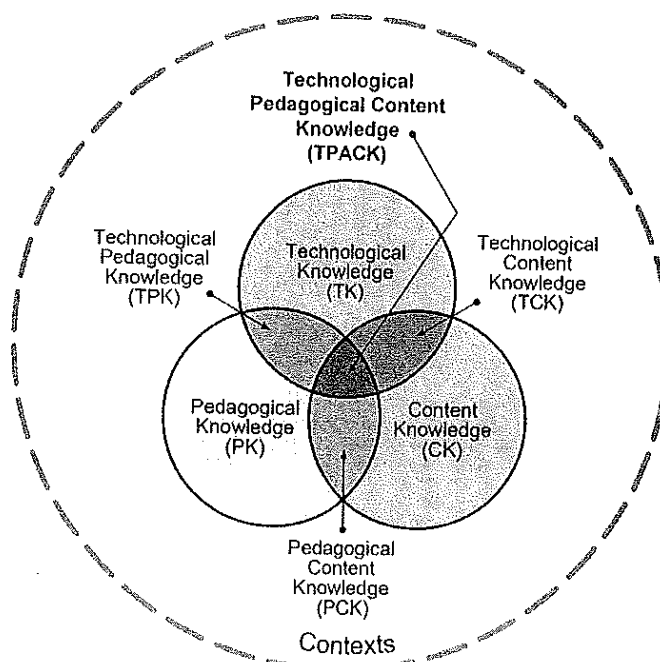 Technological
Pedagogical Content
Knowledge
(TPACK)
Technological
Pedagogical
Knowledge
(TPK)
Technological
Knowledge
(TK)
Technological
Content
Knowledge
(TCK)
Pedagogical
Knowledge
(PK)
Content
Knowledge
(CK)
Pedagogical
Content
Knowledge
(PCK)
Contexts